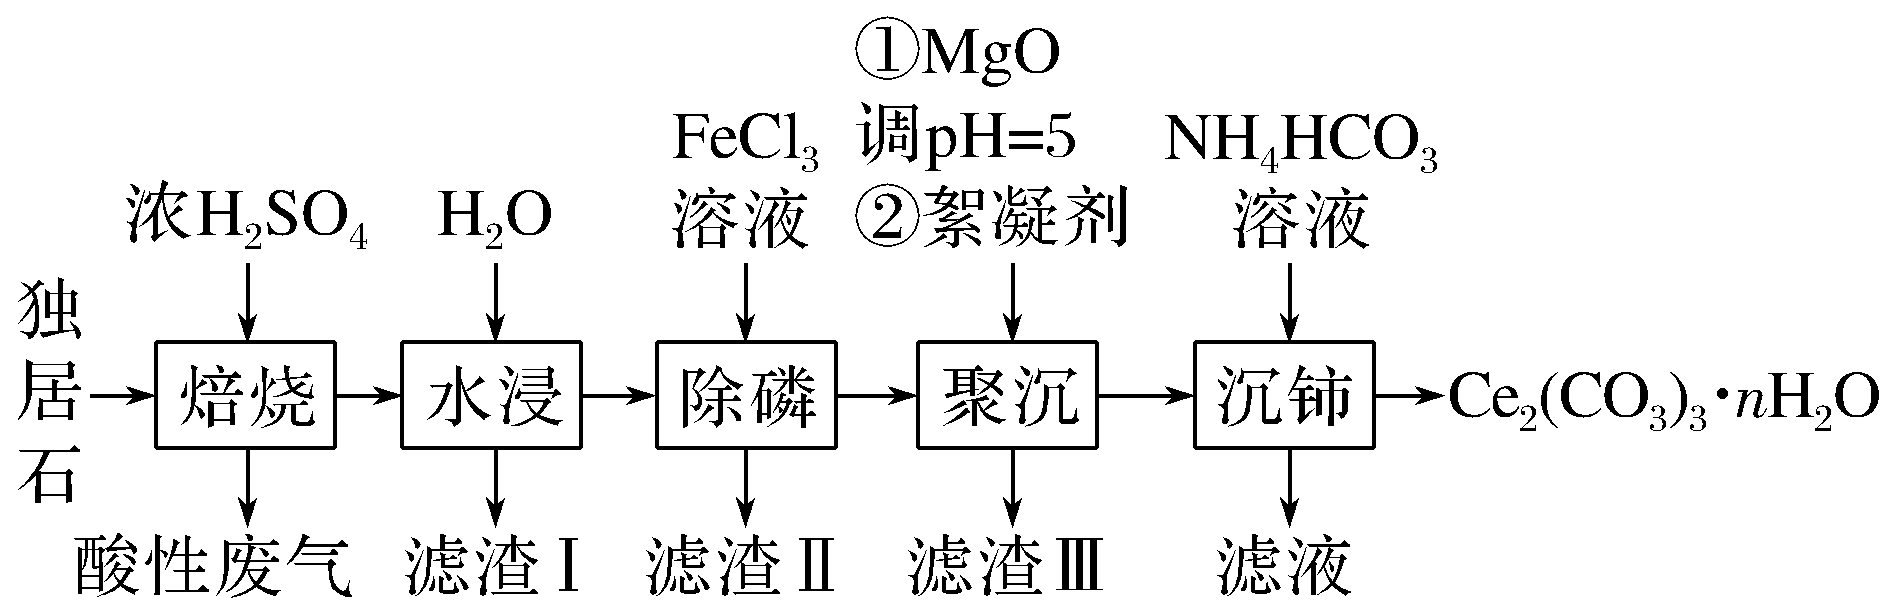 ①MgO
调pH=5
②絮凝剂
FeCl₃
溶液
NH₄HCO₃
溶液
浓H₂SO₄
H₂O
独
居
石
焙烧
水浸
除磷
聚沉
沉铈
Ce₂(CO₃)₃·nH₂O
酸性废气
滤渣Ⅰ
滤渣Ⅱ
滤渣Ⅲ
滤液